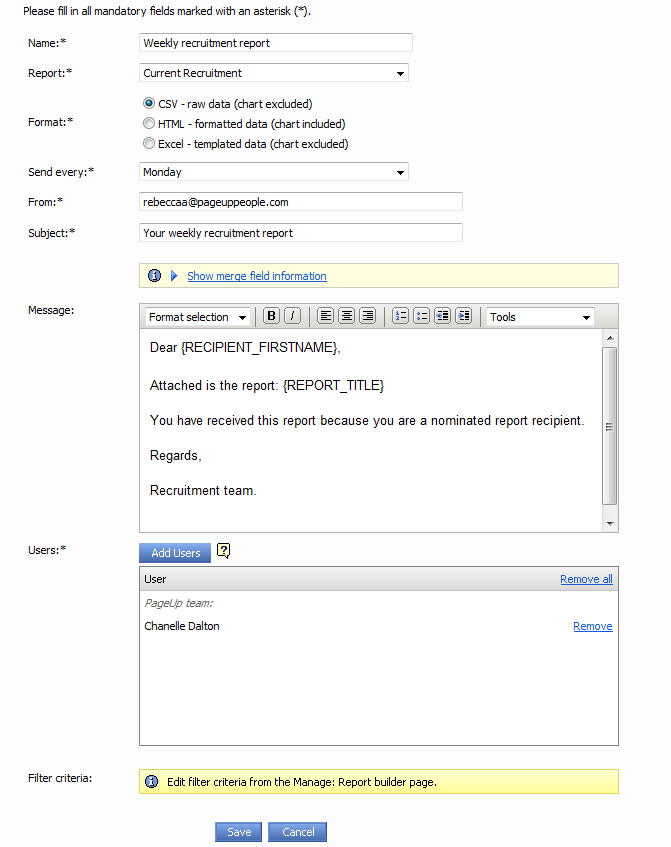 Please fill in all mandatory fields marked with an asterisk (*).
Name:* Weekly recruitment report
Report:* Current Recruitment
CSV - raw data (chart excluded)
Format:* HTML - formatted data (chart included)
Excel - templated data (chart excluded)
Send every:* Monday
From:* rebeccaa@pageuppeople.com
Subject:* Your weekly recruitment report
Show merge field information
Message: Format selection B I Tools
Dear {RECIPIENT_FIRSTNAME},
Attached is the report: {REPORT_TITLE}
You have received this report because you are a nominated report recipient.
Regards,
Recruitment team.
Users:* Add Users ?
User Remove all
PageUp team:
Chanelle Dalton Remove
Filter criteria: Edit filter criteria from the Manage: Report builder page.
Save Cancel